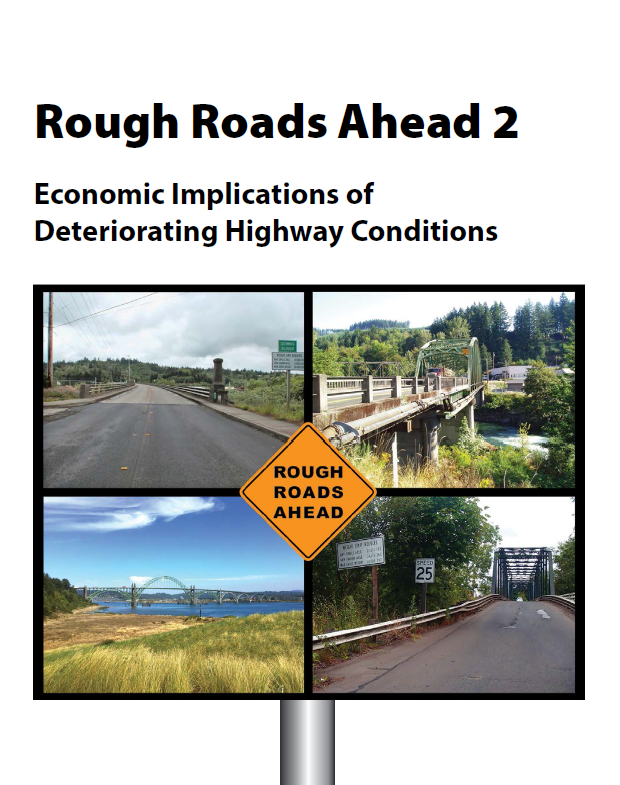 Rough Roads Ahead 2
Economic Implications of
Deteriorating Highway Conditions
ROUGH
ROADS
AHEAD
SPEED
25